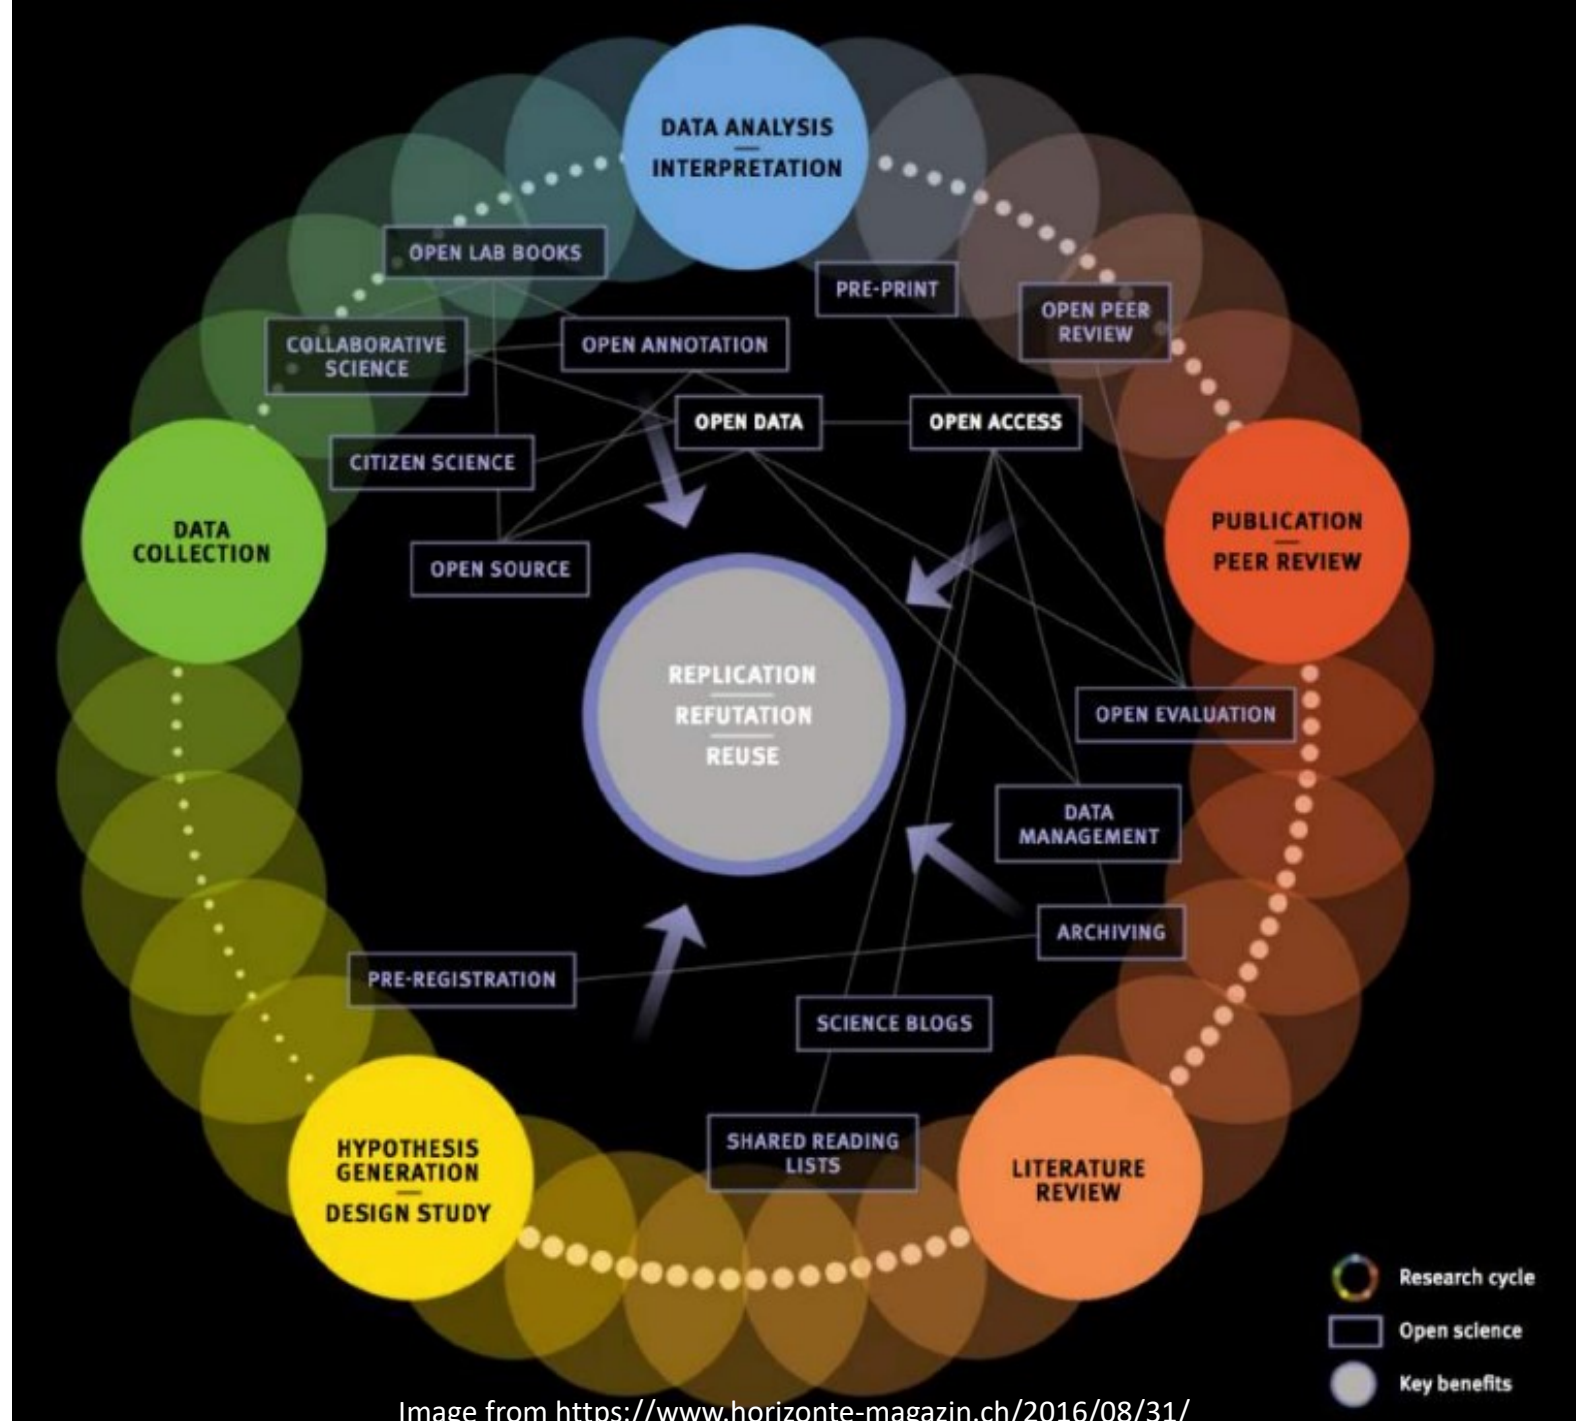 DATA ANALYSIS
INTERPRETATION
OPEN LAB BOOKS
PRE-PRINT
OPEN PEER
REVIEW
COLLABORATIVE
SCIENCE
OPEN ANNOTATION
OPEN DATA
OPEN ACCESS
CITIZEN SCIENCE
DATA
COLLECTION
PUBLICATION
PEER REVIEW
OPEN SOURCE
REPLICATION
REFUTATION
REUSE
OPEN EVALUATION
DATA
MANAGEMENT
ARCHIVING
PRE-REGISTRATION
SCIENCE BLOGS
SHARED READING
LISTS
HYPOTHESIS
GENERATION
DESIGN STUDY
LITERATURE
REVIEW
Research cycle
Open science
Key benefits
Image from https://www.horizonte-magazin.ch/2016/08/31/